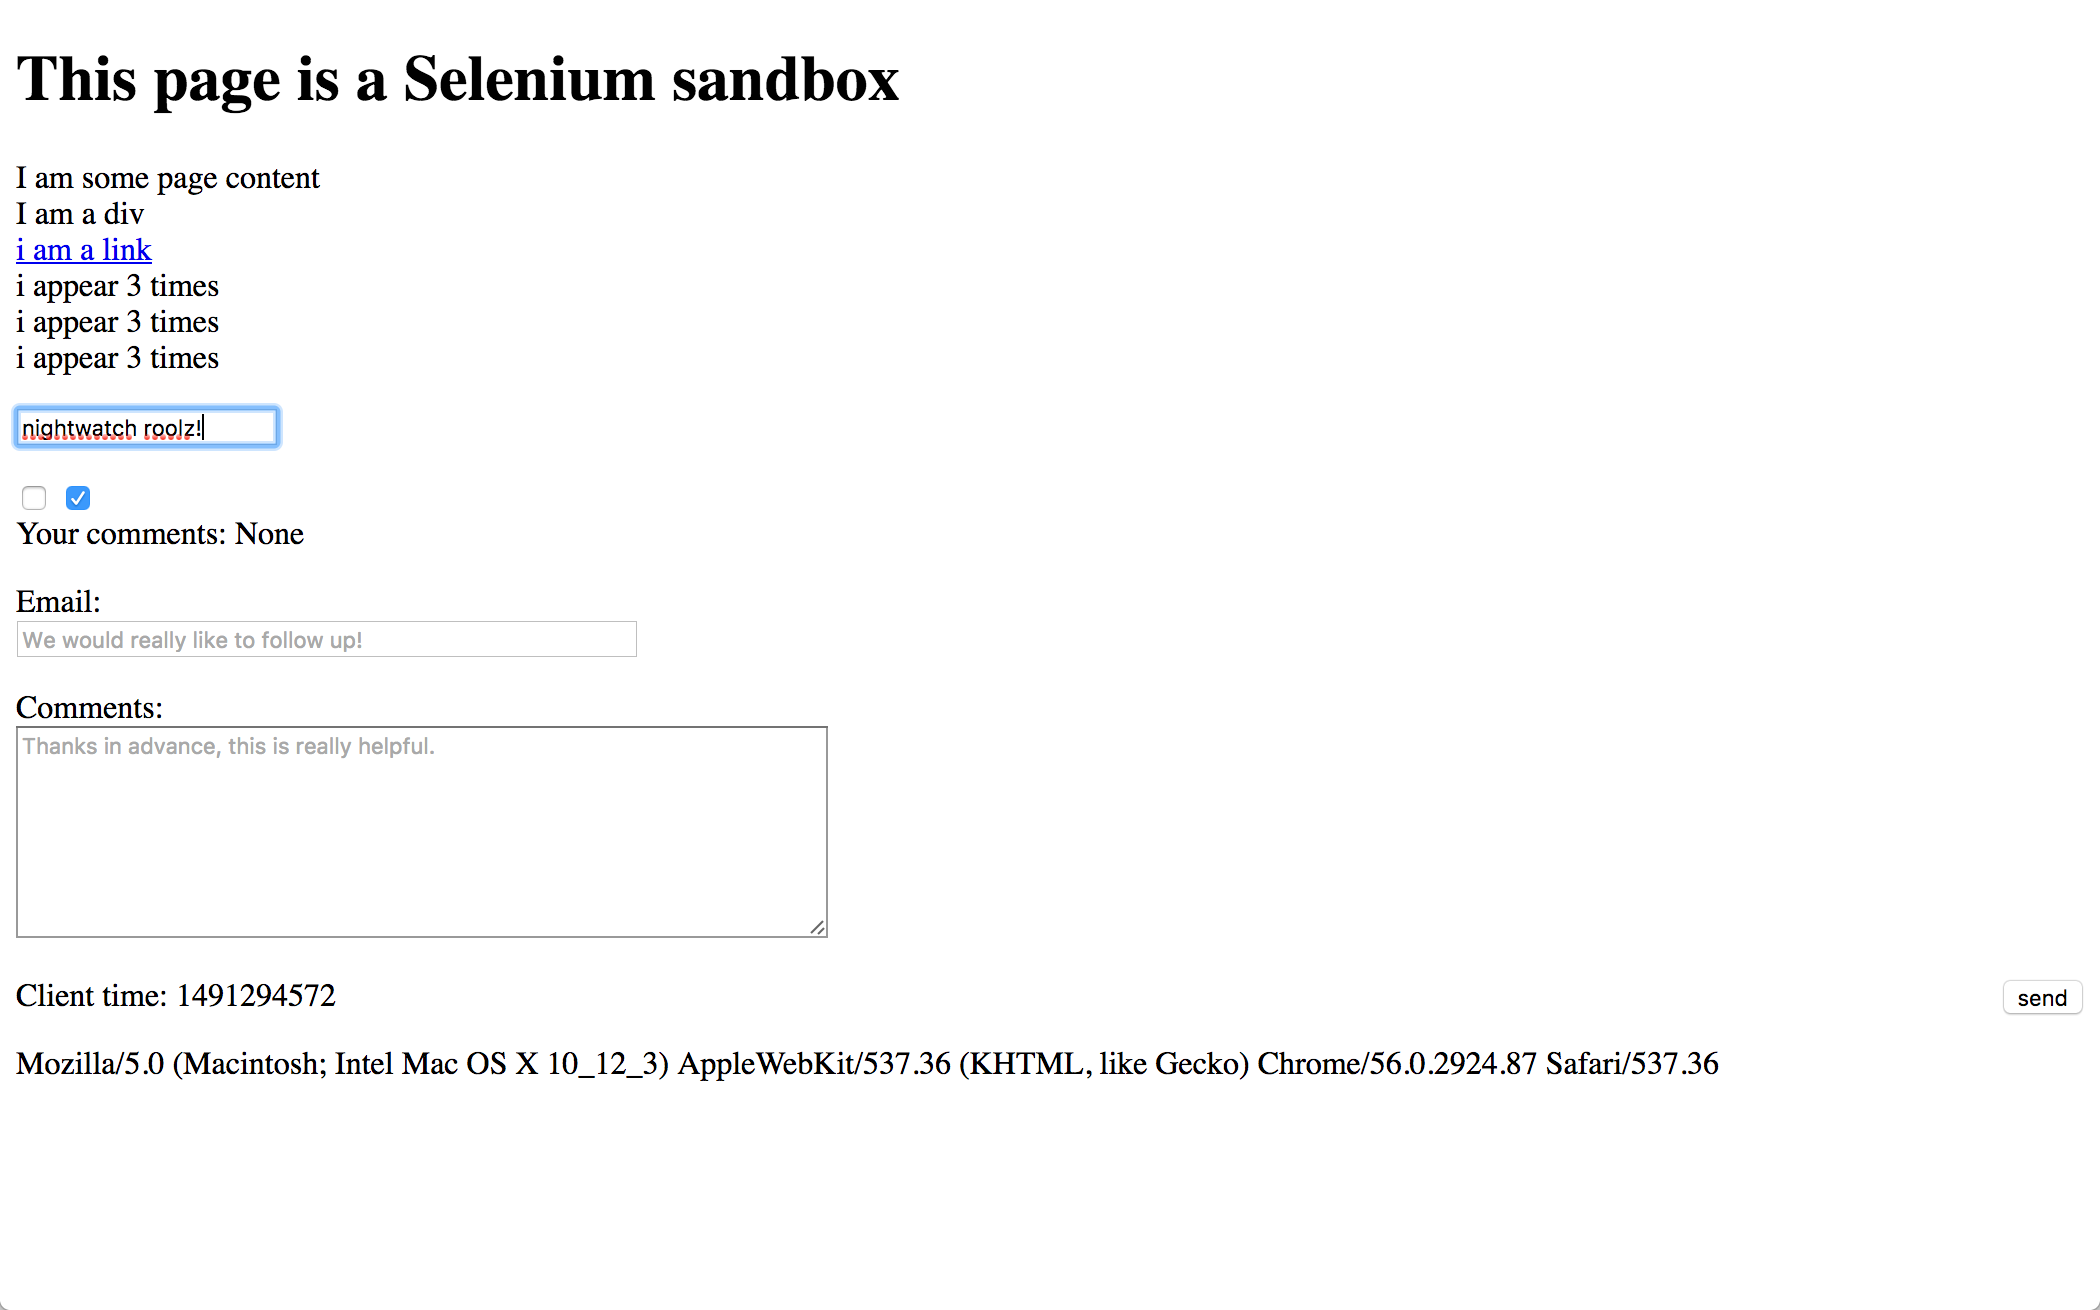 This page is a Selenium sandbox
I am some page content
I am a div
i am a link
i appear 3 times
i appear 3 times
i appear 3 times
nightwatch roolz!
Your comments: None
Email:
We would really like to follow up!
Comments:
Thanks in advance, this is really helpful.
Client time: 1491294572
send
Mozilla/5.0 (Macintosh; Intel Mac OS X 10_12_3) AppleWebKit/537.36 (KHTML, like Gecko) Chrome/56.0.2924.87 Safari/537.36